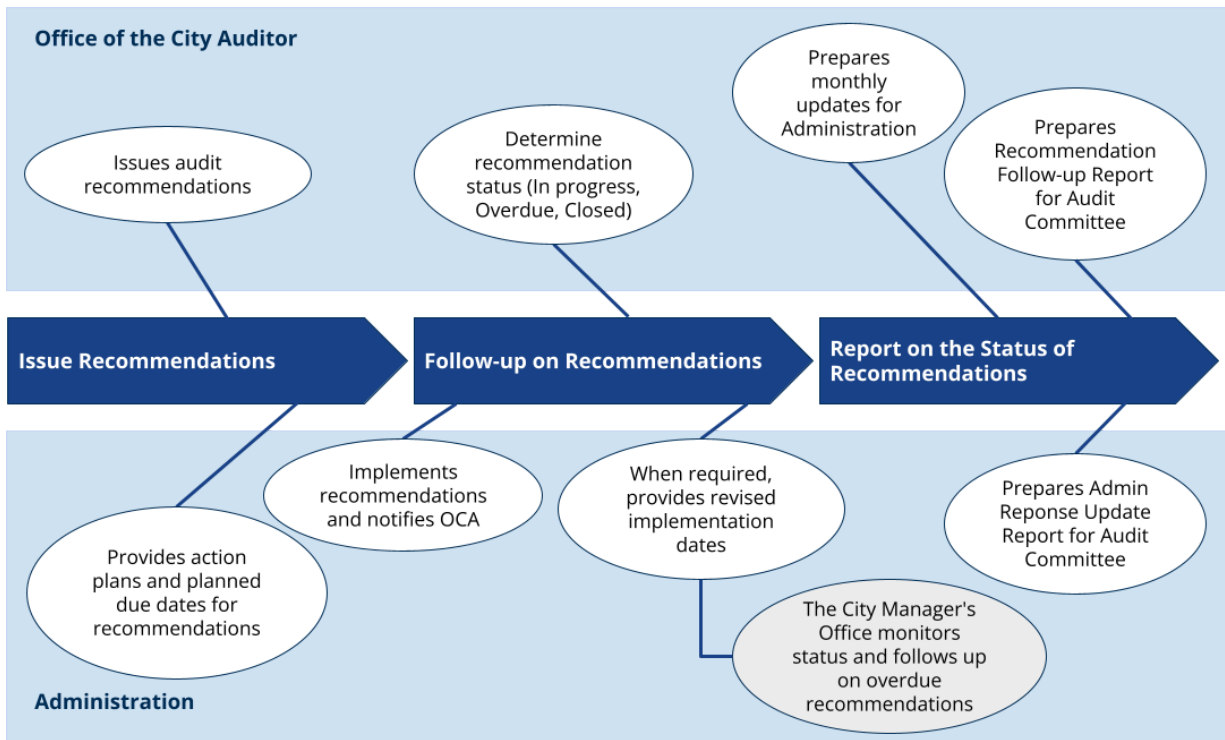 Office of the City Auditor
Issues audit
recommendations
Determine
recommendation
status (In progress,
Overdue, Closed)
Prepares
monthly
updates for
Administration
Prepares
Recommendation
Follow-up Report
for Audit
Committee
Issue Recommendations
Follow-up on Recommendations
Report on the Status of
Recommendations
Provides action
plans and planned
due dates for
recommendations
Implements
recommendations
and notifies OCA
When required,
provides revised
implementation
dates
The City Manager's
Office monitors
status and follows up
on overdue
recommendations
Prepares Admin
Reponse Update
Report for Audit
Committee
Administration